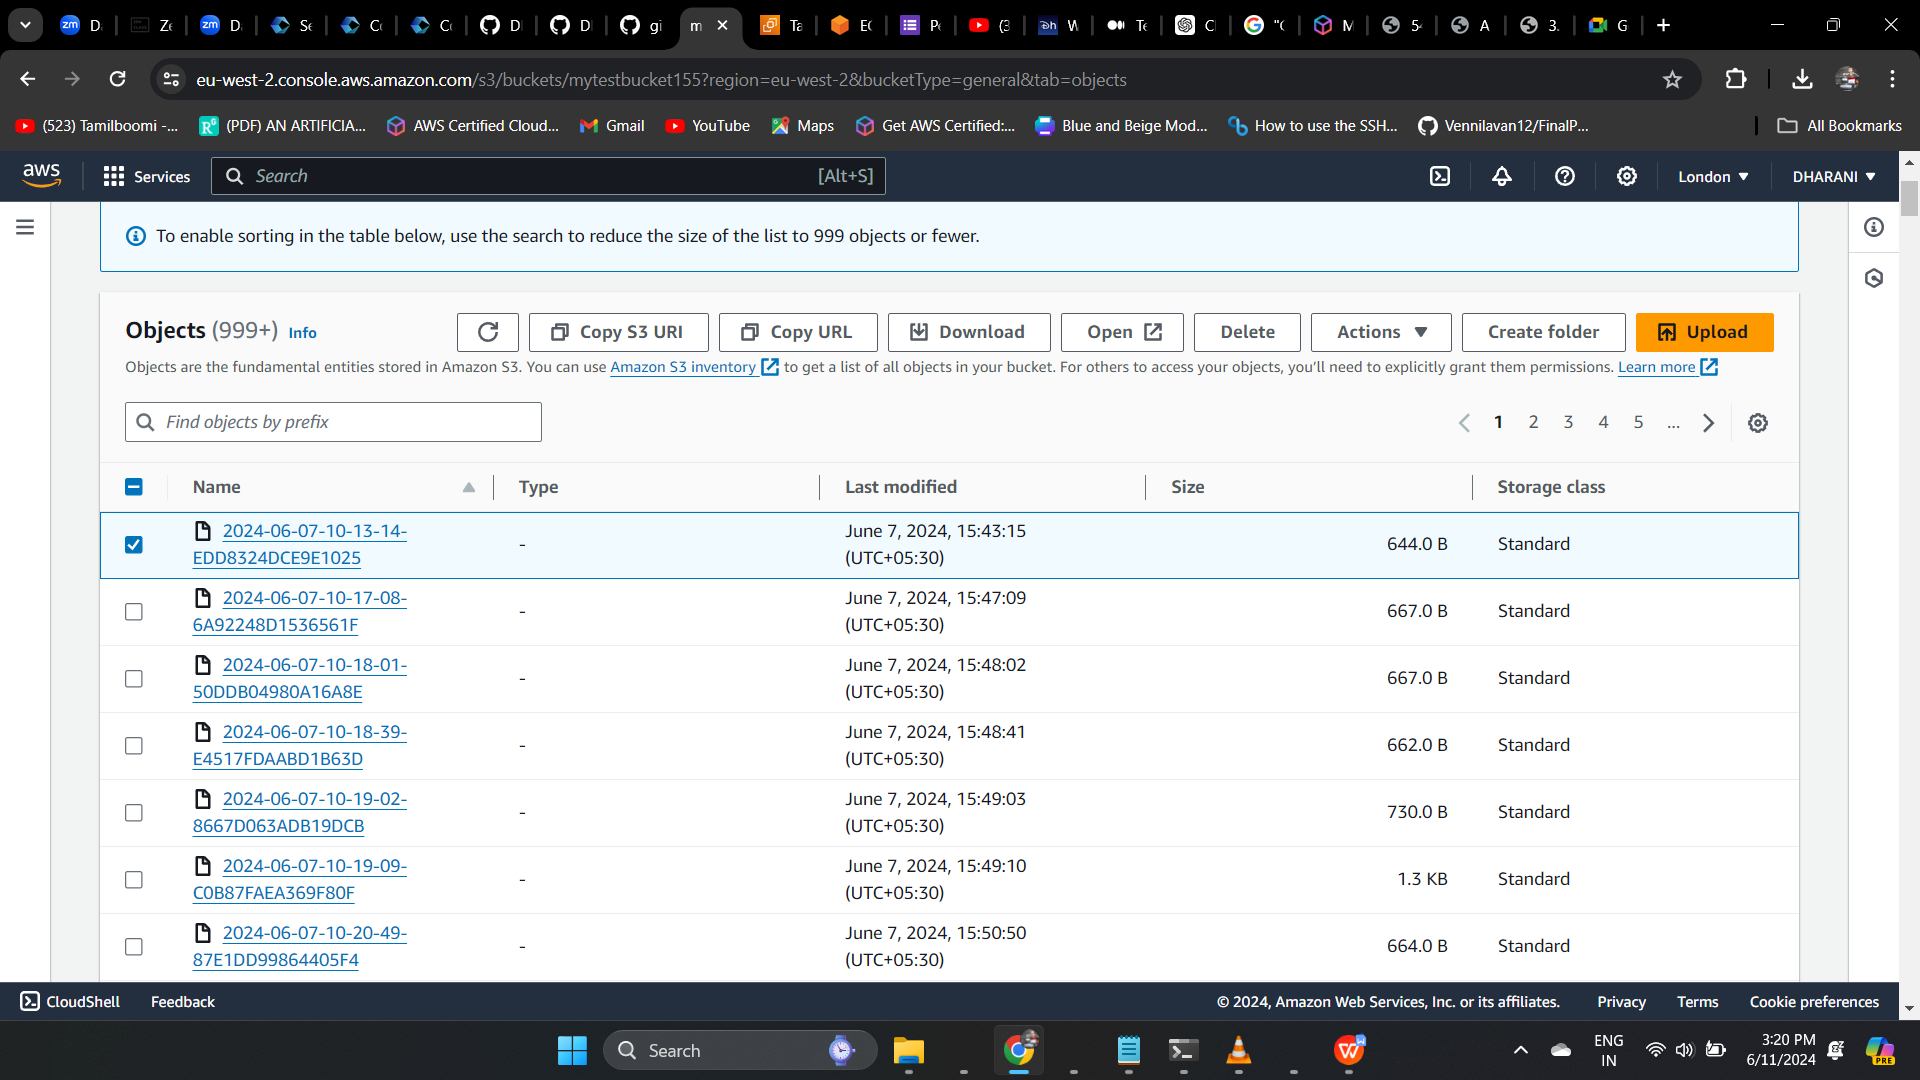 D
Ze
D
Se
Co
Co
D
D
gi
m
Ta
EC
Pe
(3
W
Te
C
"C
M
54
A
3.
G
eu-west-2.console.aws.amazon.com/s3/buckets/mytestbucket155?region=eu-west-2&bucketType=general&tab=objects
(523) Tamilboomi -...
(PDF) AN ARTIFICIA...
AWS Certified Cloud...
Gmail
YouTube
Maps
Get AWS Certified:...
Blue and Beige Mod...
How to use the SSH...
Vennilavan12/FinalP...
All Bookmarks
aws
Services
Search
[Alt+S]
London
DHARANI
To enable sorting in the table below, use the search to reduce the size of the list to 999 objects or fewer.
Objects (999+) Info
Copy S3 URI
Copy URL
Download
Open
Delete
Actions
Create folder
Upload
Objects are the fundamental entities stored in Amazon S3. You can use Amazon S3 inventory to get a list of all objects in your bucket. For others to access your objects, you'll need to explicitly grant them permissions. Learn more
Find objects by prefix
1 2 3 4 5 ...
Name Type Last modified Size Storage class
2024-06-07-10-13-14-
EDD8324DCE9E1025
-
June 7, 2024, 15:43:15
(UTC+05:30)
644.0 B
Standard
2024-06-07-10-17-08-
6A92248D1536561F
-
June 7, 2024, 15:47:09
(UTC+05:30)
667.0 B
Standard
2024-06-07-10-18-01-
50DDB04980A16A8E
-
June 7, 2024, 15:48:02
(UTC+05:30)
667.0 B
Standard
2024-06-07-10-18-39-
E4517FDAABD1B63D
-
June 7, 2024, 15:48:41
(UTC+05:30)
662.0 B
Standard
2024-06-07-10-19-02-
8667D063ADB19DCB
-
June 7, 2024, 15:49:03
(UTC+05:30)
730.0 B
Standard
2024-06-07-10-19-09-
C0B87FAEA369F80F
-
June 7, 2024, 15:49:10
(UTC+05:30)
1.3 KB
Standard
2024-06-07-10-20-49-
87E1DD99864405F4
-
June 7, 2024, 15:50:50
(UTC+05:30)
664.0 B
Standard
CloudShell
Feedback
© 2024, Amazon Web Services, Inc. or its affiliates.
Privacy
Terms
Cookie preferences
Search
ENG
IN
3:20 PM
6/11/2024
PRE